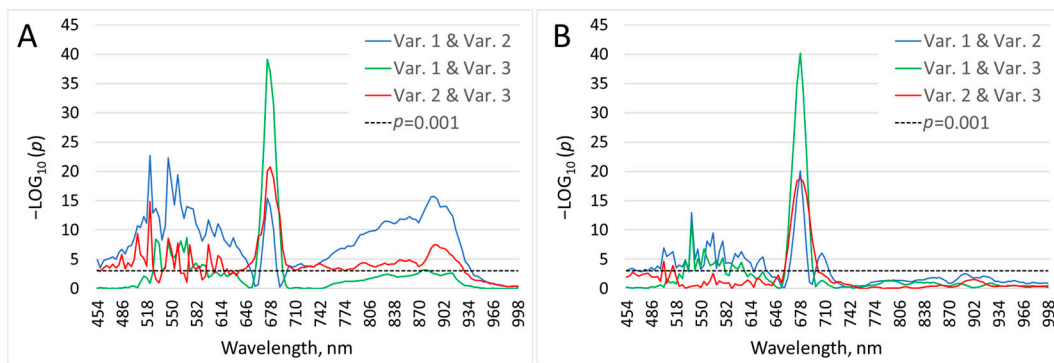 A
45
40
35
30
25
20
15
10
5
0
−LOG10 (p)
Var. 1 & Var. 2
Var. 1 & Var. 3
Var. 2 & Var. 3
p=0.001
454 486 518 550 582 614 646 678 710 742 774 806 838 870 902 934 966 998
Wavelength, nm
B
45
40
35
30
25
20
15
10
5
0
−LOG10 (p)
Var. 1 & Var. 2
Var. 1 & Var. 3
Var. 2 & Var. 3
p=0.001
454 486 518 550 582 614 646 678 710 742 774 806 838 870 902 934 966 998
Wavelength, nm